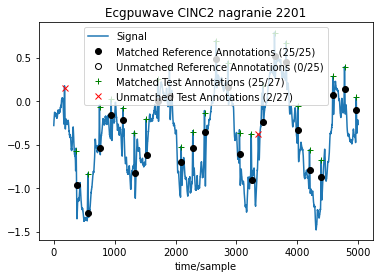 Ecgpuwave CINC2 nagranie 2201
Signal
Matched Reference Annotations (25/25)
Unmatched Reference Annotations (0/25)
Matched Test Annotations (25/27)
Unmatched Test Annotations (2/27)
0.5
0.0
−0.5
−1.0
−1.5
0 1000 2000 3000 4000 5000
time/sample